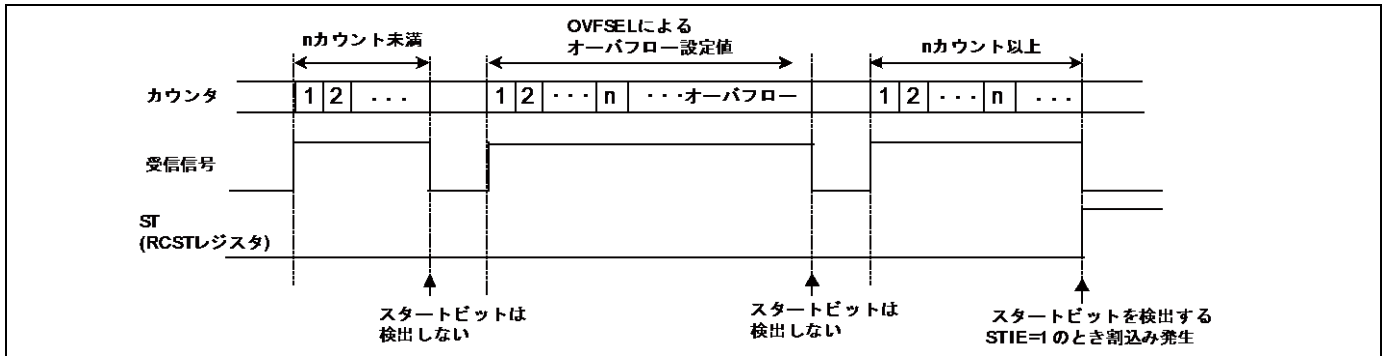 nカウント未満
OVFSELによる
オーバフロー設定値
nカウント以上
カウンタ
1 2 ・・・
1 2 ・・・ n ・・・オーバフロー
1 2 ・・・ n ・・・
受信信号
ST
(RCSTレジスタ)
スタートビットは
検出しない
スタートビットは
検出しない
スタートビットを検出する
STIE=1のとき割込み発生